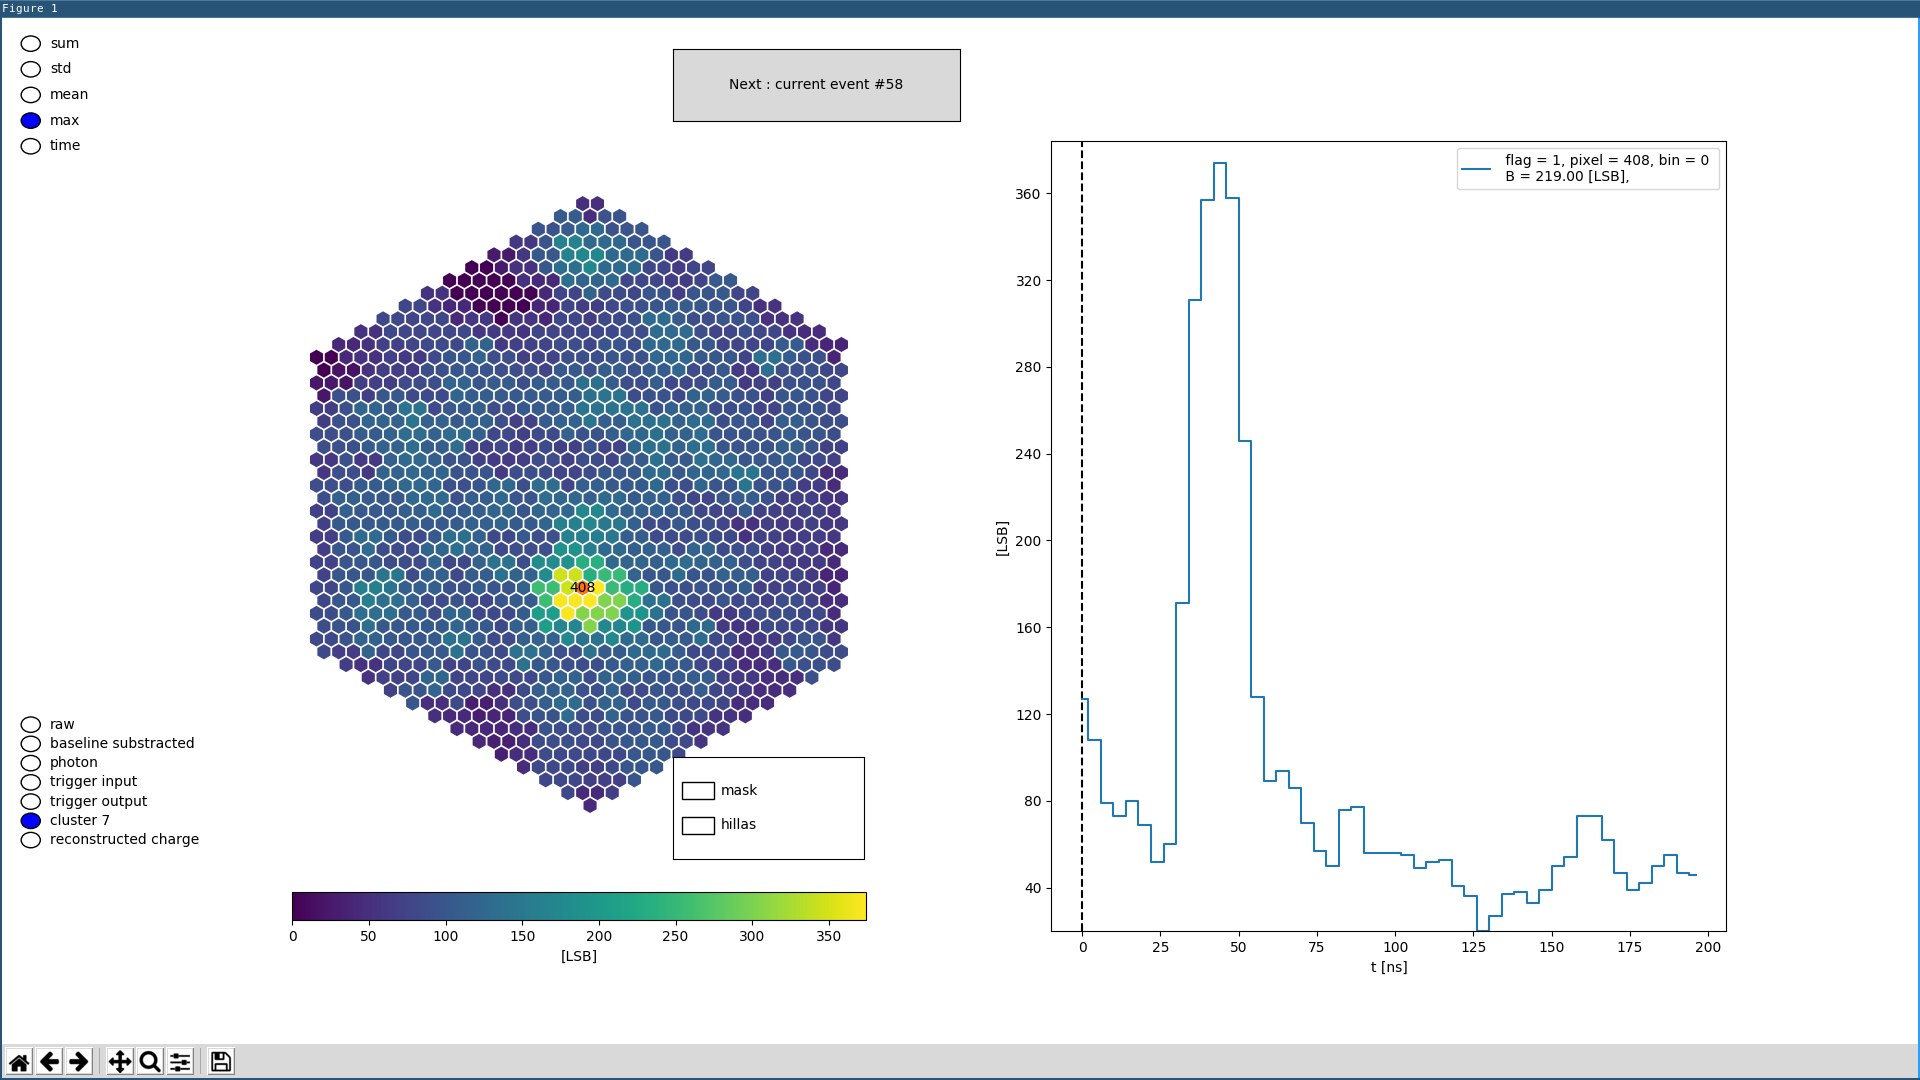 Figure 1
sum
std
mean
max
time
Next : current event #58
408
raw
baseline substracted
photon
trigger input
trigger output
cluster 7
reconstructed charge
mask
hillas
0 50 100 150 200 250 300 350
[LSB]
flag = 1, pixel = 408, bin = 0
B = 219.00 [LSB],
360
320
280
240
200
160
120
80
40
[LSB]
0 25 50 75 100 125 150 175 200
t [ns]